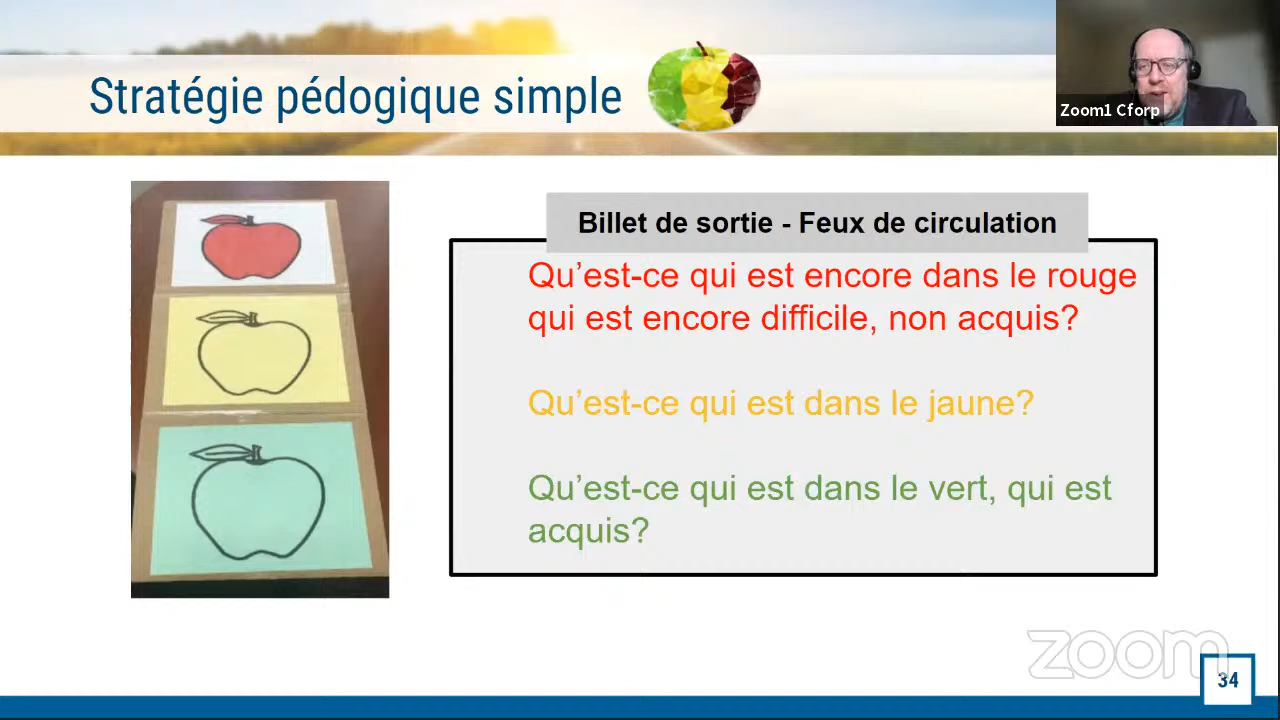 Stratégie pédogique simple
Zoom1 Cforp
Billet de sortie - Feux de circulation
Qu’est-ce qui est encore dans le rouge
qui est encore difficile, non acquis?
Qu’est-ce qui est dans le jaune?
Qu’est-ce qui est dans le vert, qui est
acquis?
zoom
34